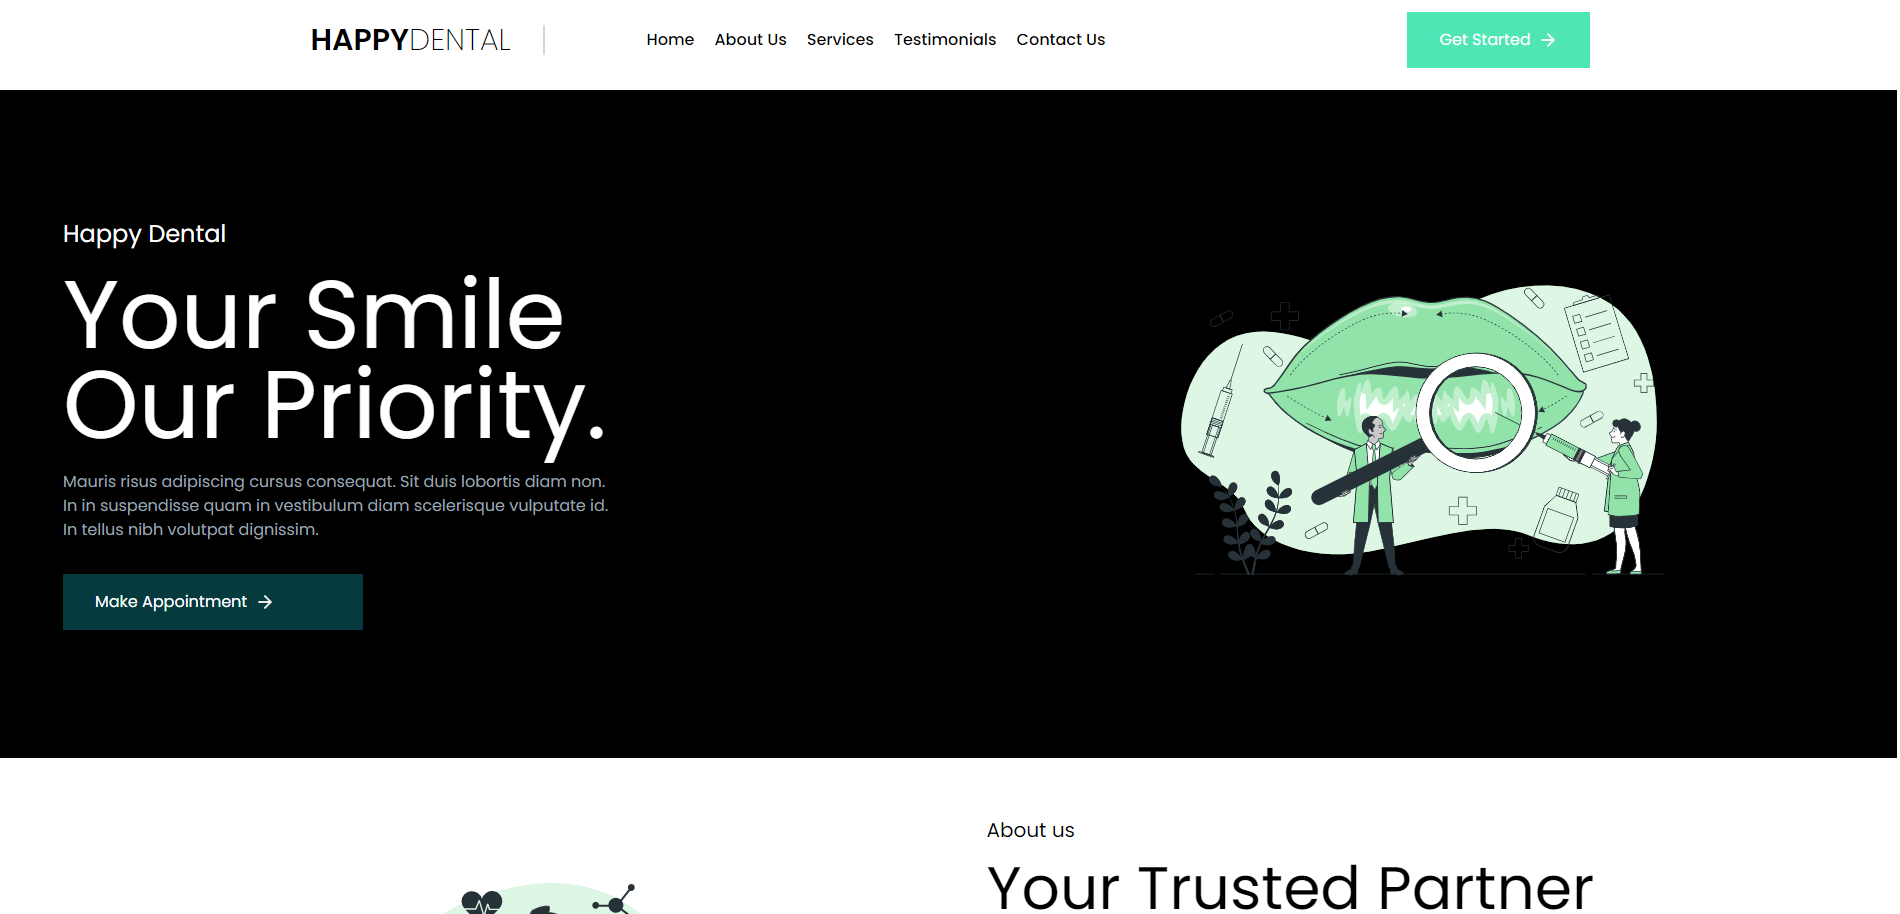 HAPPYDENTAL
Home About Us Services Testimonials Contact Us
Get Started
Happy Dental
Your Smile
Our Priority.
Mauris risus adipiscing cursus consequat. Sit duis lobortis diam non.
In in suspendisse quam in vestibulum diam scelerisque vulputate id.
In tellus nibh volutpat dignissim.
Make Appointment
About us
Your Trusted Partner